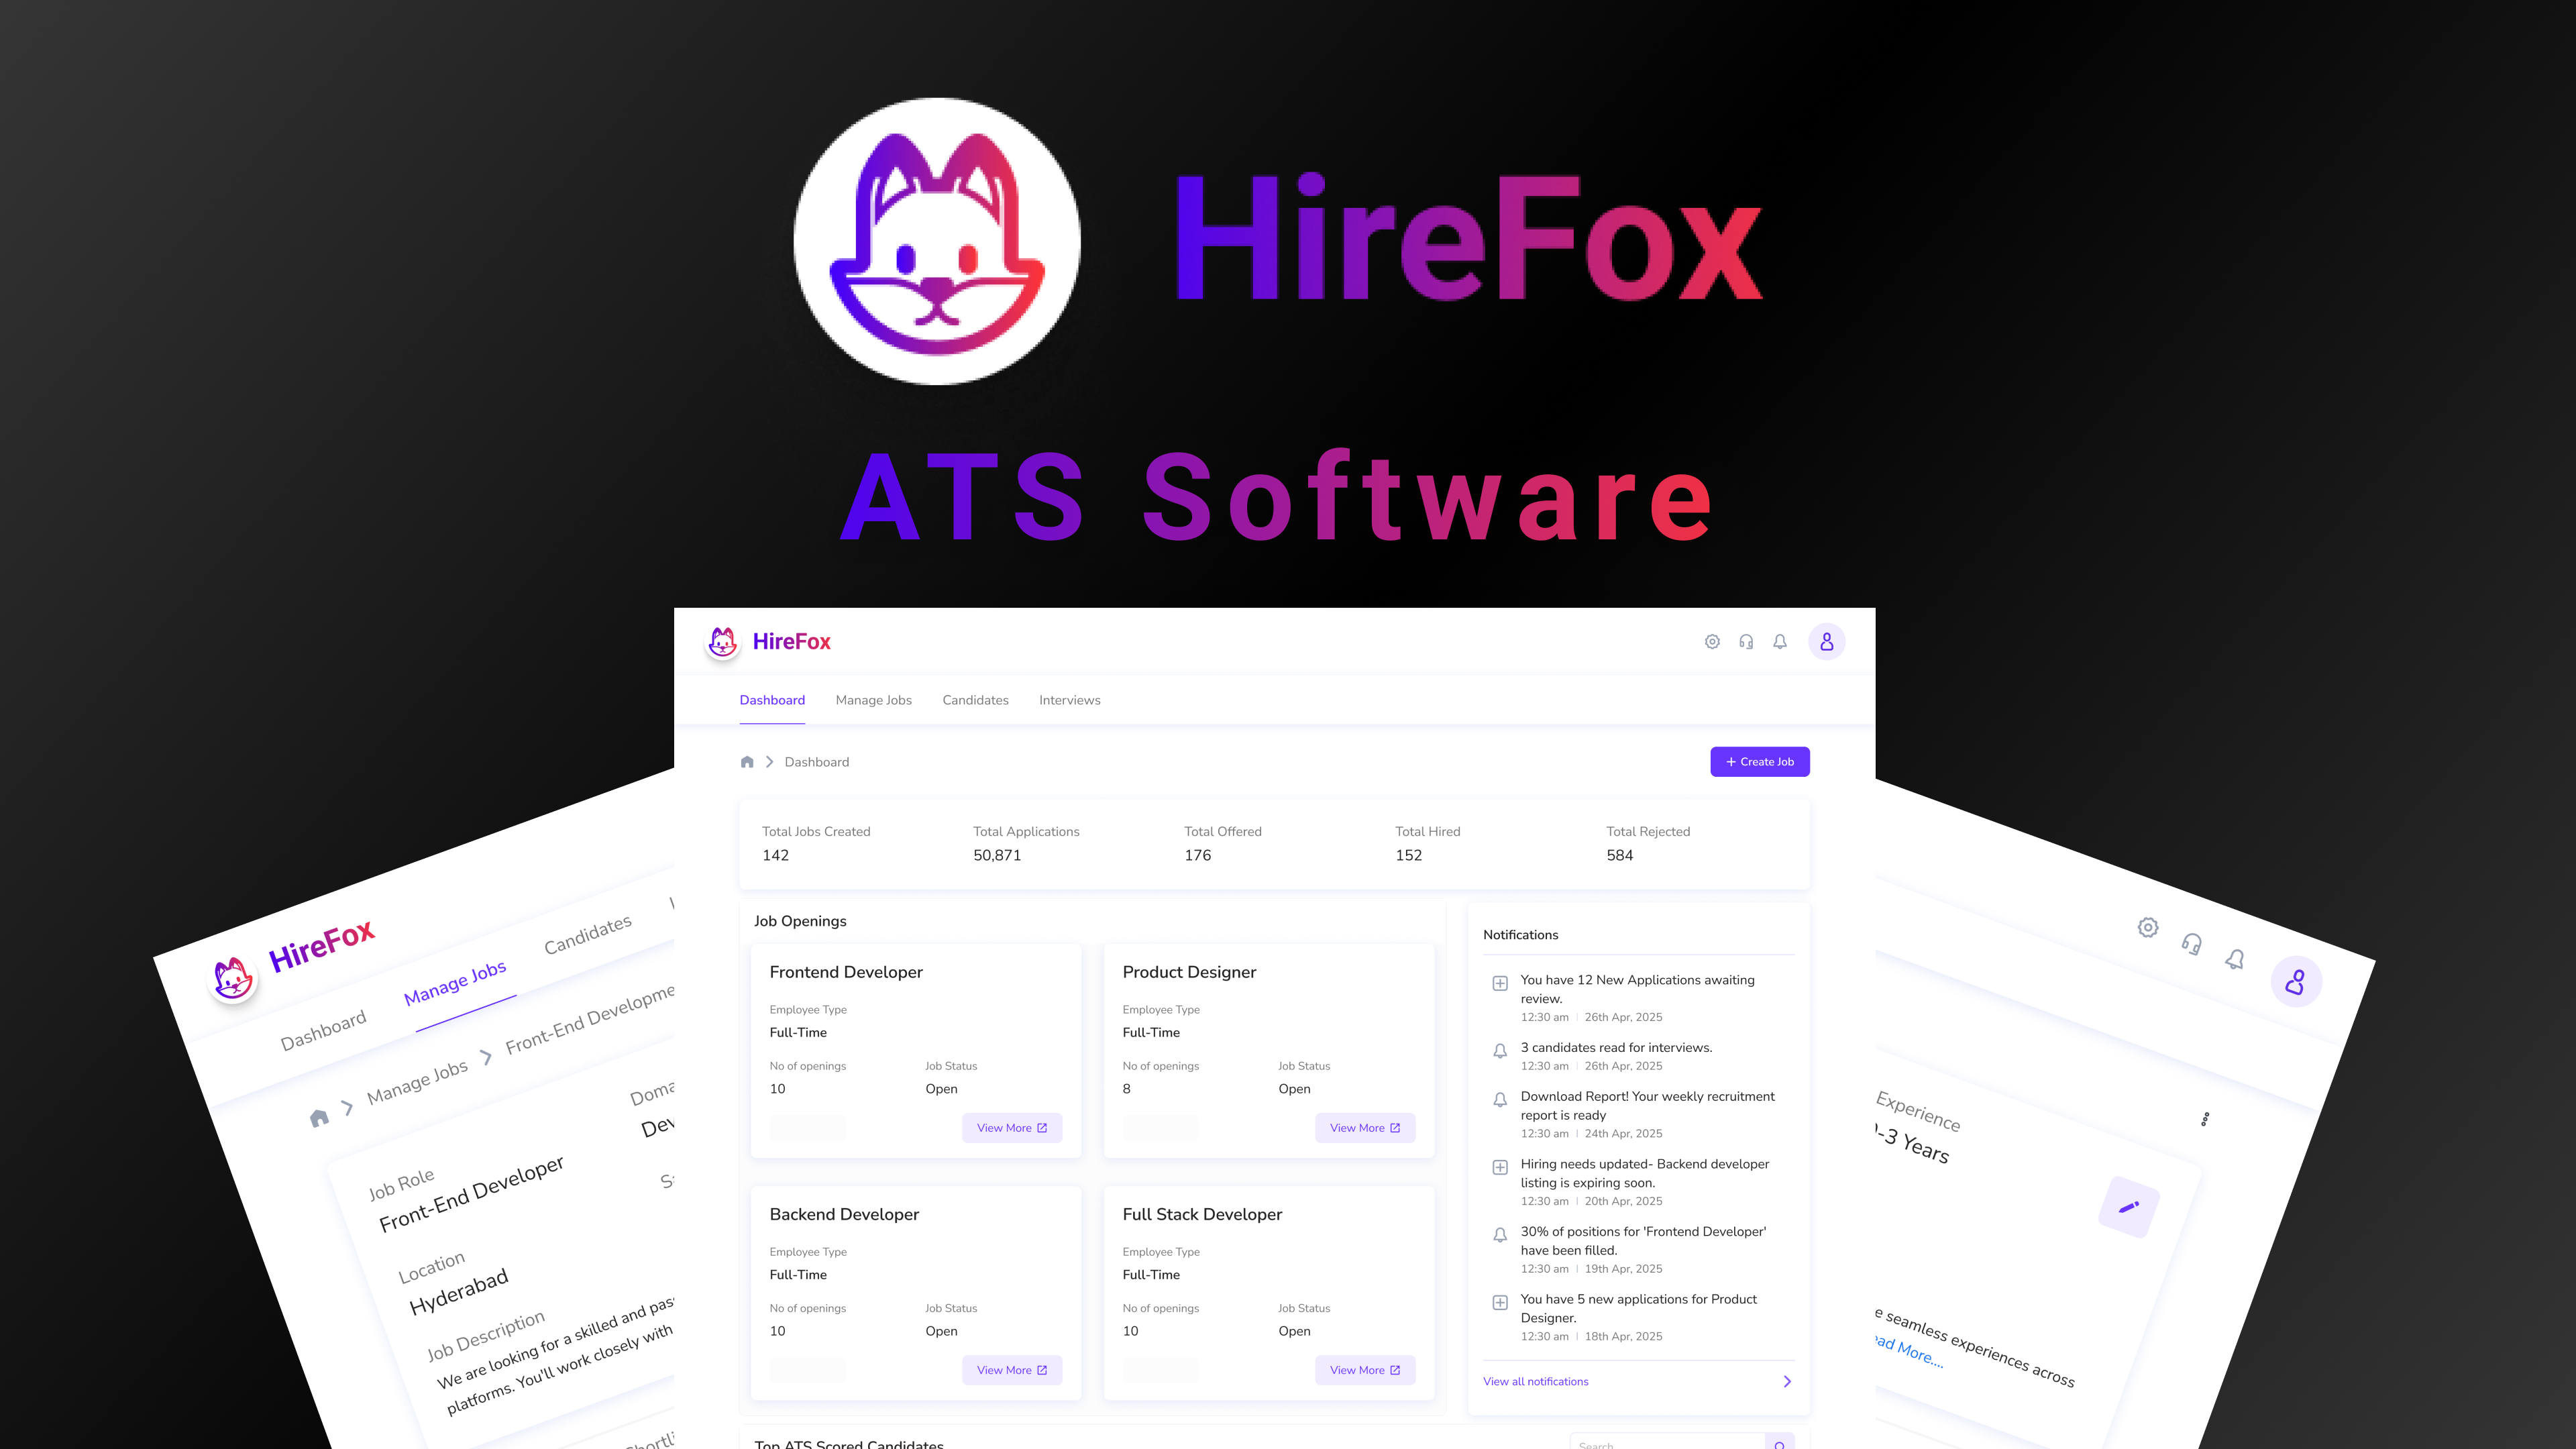 HireFox
ATS Software
HireFox
Dashboard Manage Jobs Candidates Interviews
Dashboard
+ Create Job
Total Jobs Created Total Applications Total Offered Total Hired Total Rejected
142 50,871 176 152 584
Job Openings
Frontend Developer
Employee Type
Full-Time
No of openings Job Status
10 Open
View More
Product Designer
Employee Type
Full-Time
No of openings Job Status
8 Open
View More
Backend Developer
Employee Type
Full-Time
No of openings Job Status
10 Open
View More
Full Stack Developer
Employee Type
Full-Time
No of openings Job Status
10 Open
View More
Notifications
You have 12 New Applications awaiting
review.
12:30 am | 26th Apr, 2025
3 candidates read for interviews.
12:30 am | 26th Apr, 2025
Download Report! Your weekly recruitment
report is ready
12:30 am | 24th Apr, 2025
Hiring needs updated- Backend developer
listing is expiring soon.
12:30 am | 20th Apr, 2025
30% of positions for 'Frontend Developer'
have been filled.
12:30 am | 19th Apr, 2025
You have 5 new applications for Product
Designer.
12:30 am | 18th Apr, 2025
View all notifications
Top ATS Scored Candidates
Search
HireFox
Dashboard Manage Jobs Candidates
Manage Jobs Front-End Developme
Job Role
Front-End Developer
Doma
Dev
Location
Hyderabad
Job Description
We are looking for a skilled and pas
platforms. You'll work closely with
Experience
-3 Years
e seamless experiences across
ead More....